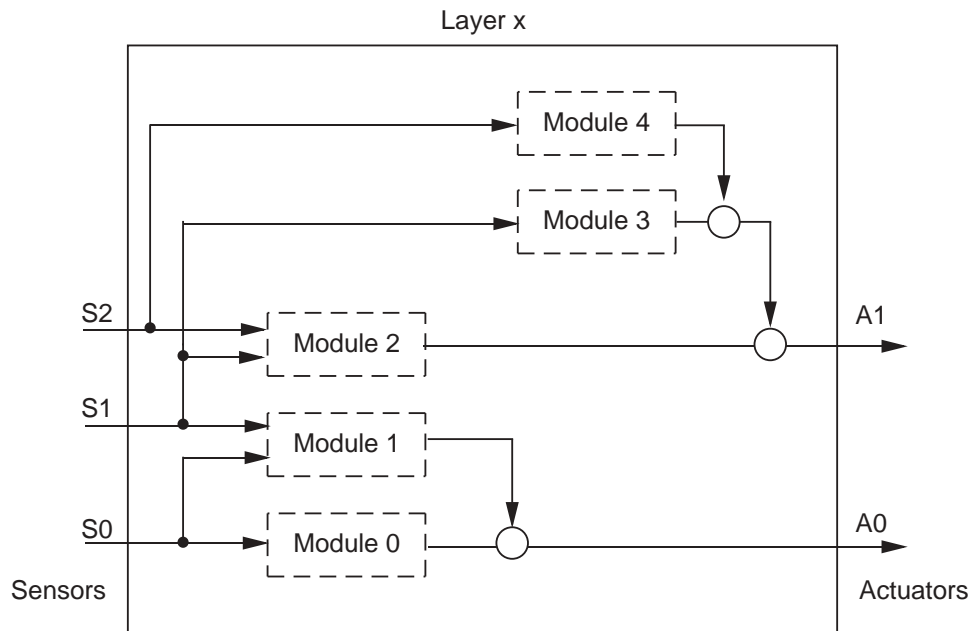 Layer x
Module 4
Module 3
S2
A1
Module 2
S1
Module 1
S0
A0
Module 0
Sensors
Actuators